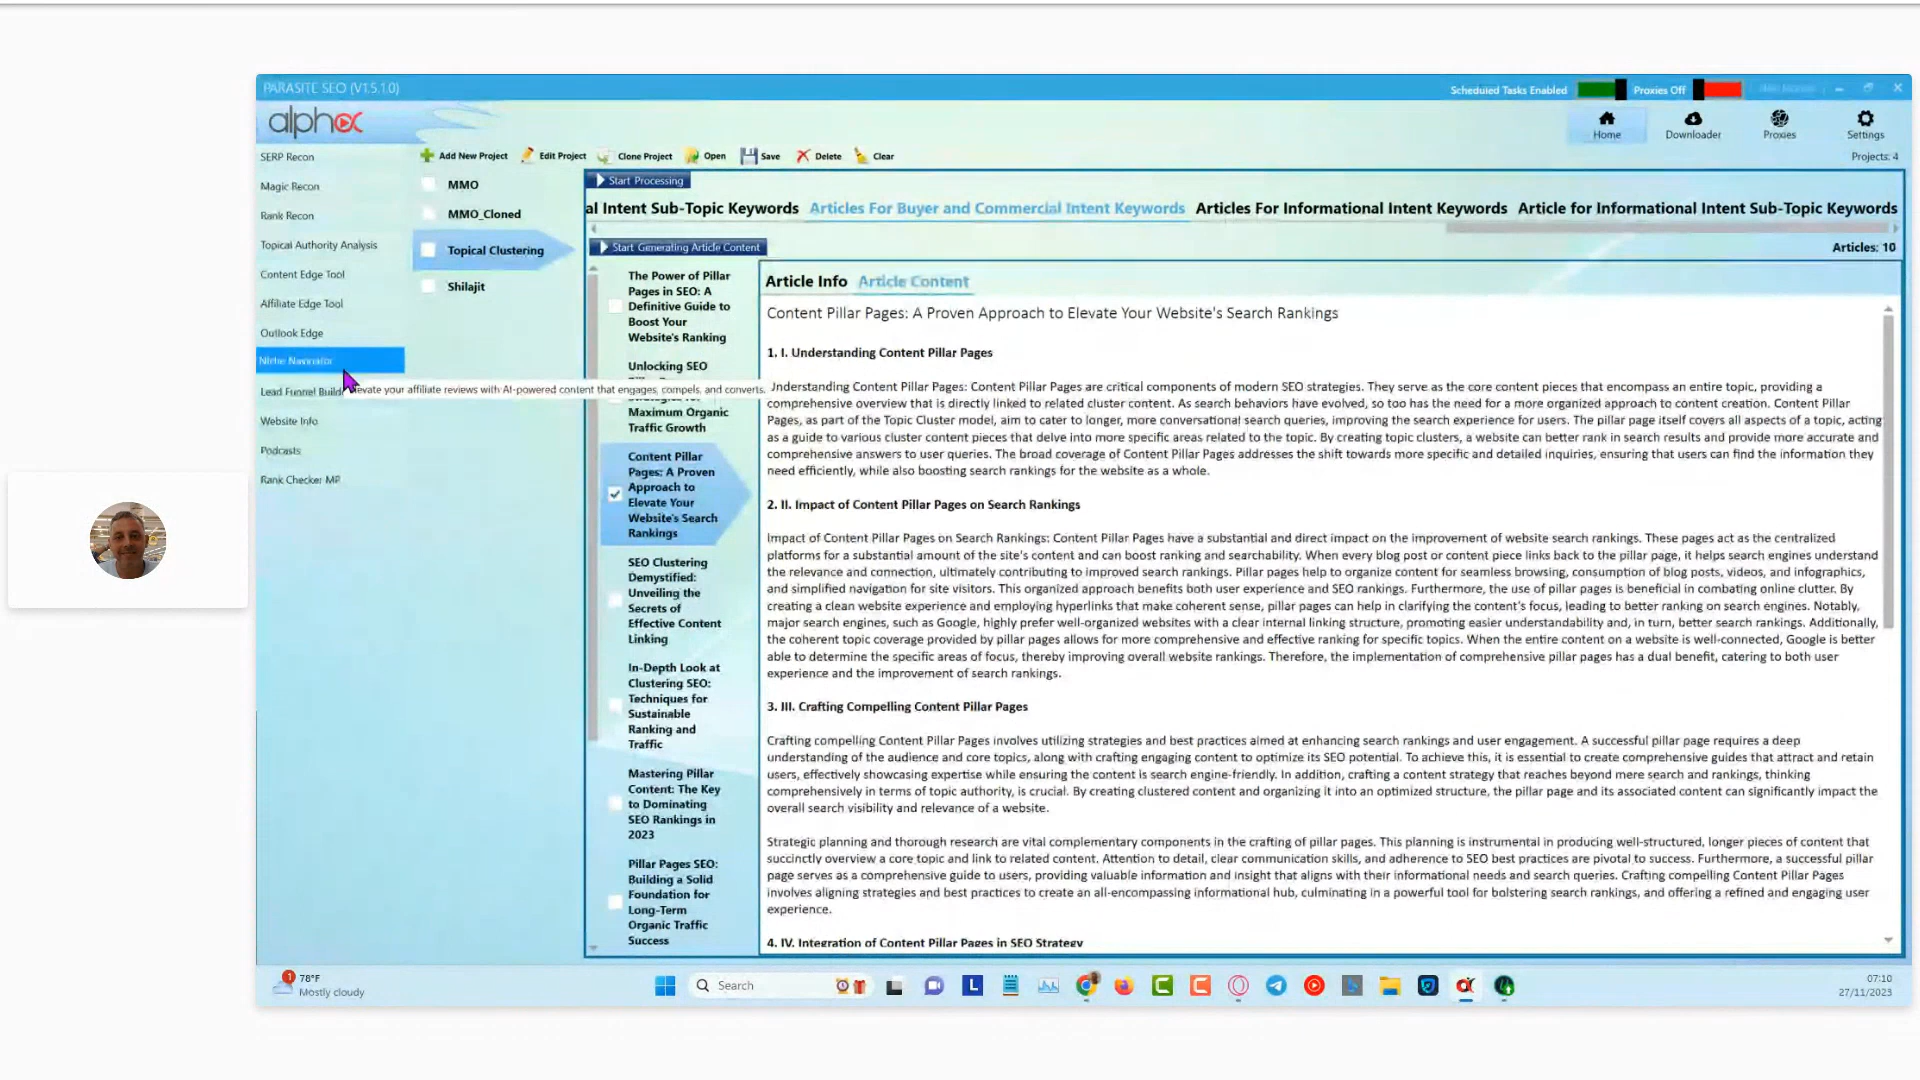 PARASITE SEO (V1.5.1.0)
Scheduled Tasks Enabled
Proxies Off
alpha
Home
Downloader
Proxies
Settings
Projects: 4
SERP Recon
Magic Recon
Rank Recon
Topical Authority Analysis
Content Edge Tool
Affiliate Edge Tool
Outlook Edge
Niche Navigator
Lead Funnel Build
Website Info
Podcasts
Rank Checker MP
Add New Project
Edit Project
Clone Project
Open
Save
Delete
Clear
MMO
MMO_Cloned
Topical Clustering
Shilajit
Start Processing
al Intent Sub-Topic Keywords
Articles For Buyer and Commercial Intent Keywords
Articles For Informational Intent Keywords
Article for Informational Intent Sub-Topic Keywords
Start Generating Article Content
Articles: 10
The Power of Pillar
Pages in SEO: A
Definitive Guide to
Boost Your
Website's Ranking
Unlocking SEO
levate your affiliate reviews with AI-powered content that engages, compels, and converts.
Maximum Organic
Traffic Growth
Content Pillar
Pages: A Proven
Approach to
Elevate Your
Website's Search
Rankings
SEO Clustering
Demystified:
Unveiling the
Secrets of
Effective Content
Linking
In-Depth Look at
Clustering SEO:
Techniques for
Sustainable
Ranking and
Traffic
Mastering Pillar
Content: The Key
to Dominating
SEO Rankings in
2023
Pillar Pages SEO:
Building a Solid
Foundation for
Long-Term
Organic Traffic
Success
Article Info
Article Content
Content Pillar Pages: A Proven Approach to Elevate Your Website's Search Rankings
1. I. Understanding Content Pillar Pages
Understanding Content Pillar Pages: Content Pillar Pages are critical components of modern SEO strategies. They serve as the core content pieces that encompass an entire topic, providing a
comprehensive overview that is directly linked to related cluster content. As search behaviors have evolved, so too has the need for a more organized approach to content creation. Content Pillar
Pages, as part of the Topic Cluster model, aim to cater to longer, more conversational search queries, improving the search experience for users. The pillar page itself covers all aspects of a topic, acting
as a guide to various cluster content pieces that delve into more specific areas related to the topic. By creating topic clusters, a website can better rank in search results and provide more accurate and
comprehensive answers to user queries. The broad coverage of Content Pillar Pages addresses the shift towards more specific and detailed inquiries, ensuring that users can find the information they
need efficiently, while also boosting search rankings for the website as a whole.
2. II. Impact of Content Pillar Pages on Search Rankings
Impact of Content Pillar Pages on Search Rankings: Content Pillar Pages have a substantial and direct impact on the improvement of website search rankings. These pages act as the centralized
platforms for a substantial amount of the site's content and can boost ranking and searchability. When every blog post or content piece links back to the pillar page, it helps search engines understand
the relevance and connection, ultimately contributing to improved search rankings. Pillar pages help to organize content for seamless browsing, consumption of blog posts, videos, and infographics,
and simplified navigation for site visitors. This organized approach benefits both user experience and SEO rankings. Furthermore, the use of pillar pages is beneficial in combating online clutter. By
creating a clean website experience and employing hyperlinks that make coherent sense, pillar pages can help in clarifying the content's focus, leading to better ranking on search engines. Notably,
major search engines, such as Google, highly prefer well-organized websites with a clear internal linking structure, promoting easier understandability and, in turn, better search rankings. Additionally,
the coherent topic coverage provided by pillar pages allows for more comprehensive and effective ranking for specific topics. When the entire content on a website is well-connected, Google is better
able to determine the specific areas of focus, thereby improving overall website rankings. Therefore, the implementation of comprehensive pillar pages has a dual benefit, catering to both user
experience and the improvement of search rankings.
3. III. Crafting Compelling Content Pillar Pages
Crafting compelling Content Pillar Pages involves utilizing strategies and best practices aimed at enhancing search rankings and user engagement. A successful pillar page requires a deep
understanding of the audience and core topics, along with crafting engaging content to optimize its SEO potential. To achieve this, it is essential to create comprehensive guides that attract and retain
users, effectively showcasing expertise while ensuring the content is search engine-friendly. In addition, crafting a content strategy that reaches beyond mere search and rankings, thinking
comprehensively in terms of topic authority, is crucial. By creating clustered content and organizing it into an optimized structure, the pillar page and its associated content can significantly impact the
overall search visibility and relevance of a website.
Strategic planning and thorough research are vital complementary components in the crafting of pillar pages. This planning is instrumental in producing well-structured, longer pieces of content that
succinctly overview a core topic and link to related content. Attention to detail, clear communication skills, and adherence to SEO best practices are pivotal to success. Furthermore, a successful pillar
page serves as a comprehensive guide to users, providing valuable information and insight that aligns with their informational needs and search queries. Crafting compelling Content Pillar Pages
involves aligning strategies and best practices to create an all-encompassing informational hub, culminating in a powerful tool for bolstering search rankings, and offering a refined and engaging user
experience.
4. IV. Integration of Content Pillar Pages in SEO Strategy
1
78°F
Mostly cloudy
Search
07:10
27/11/2023